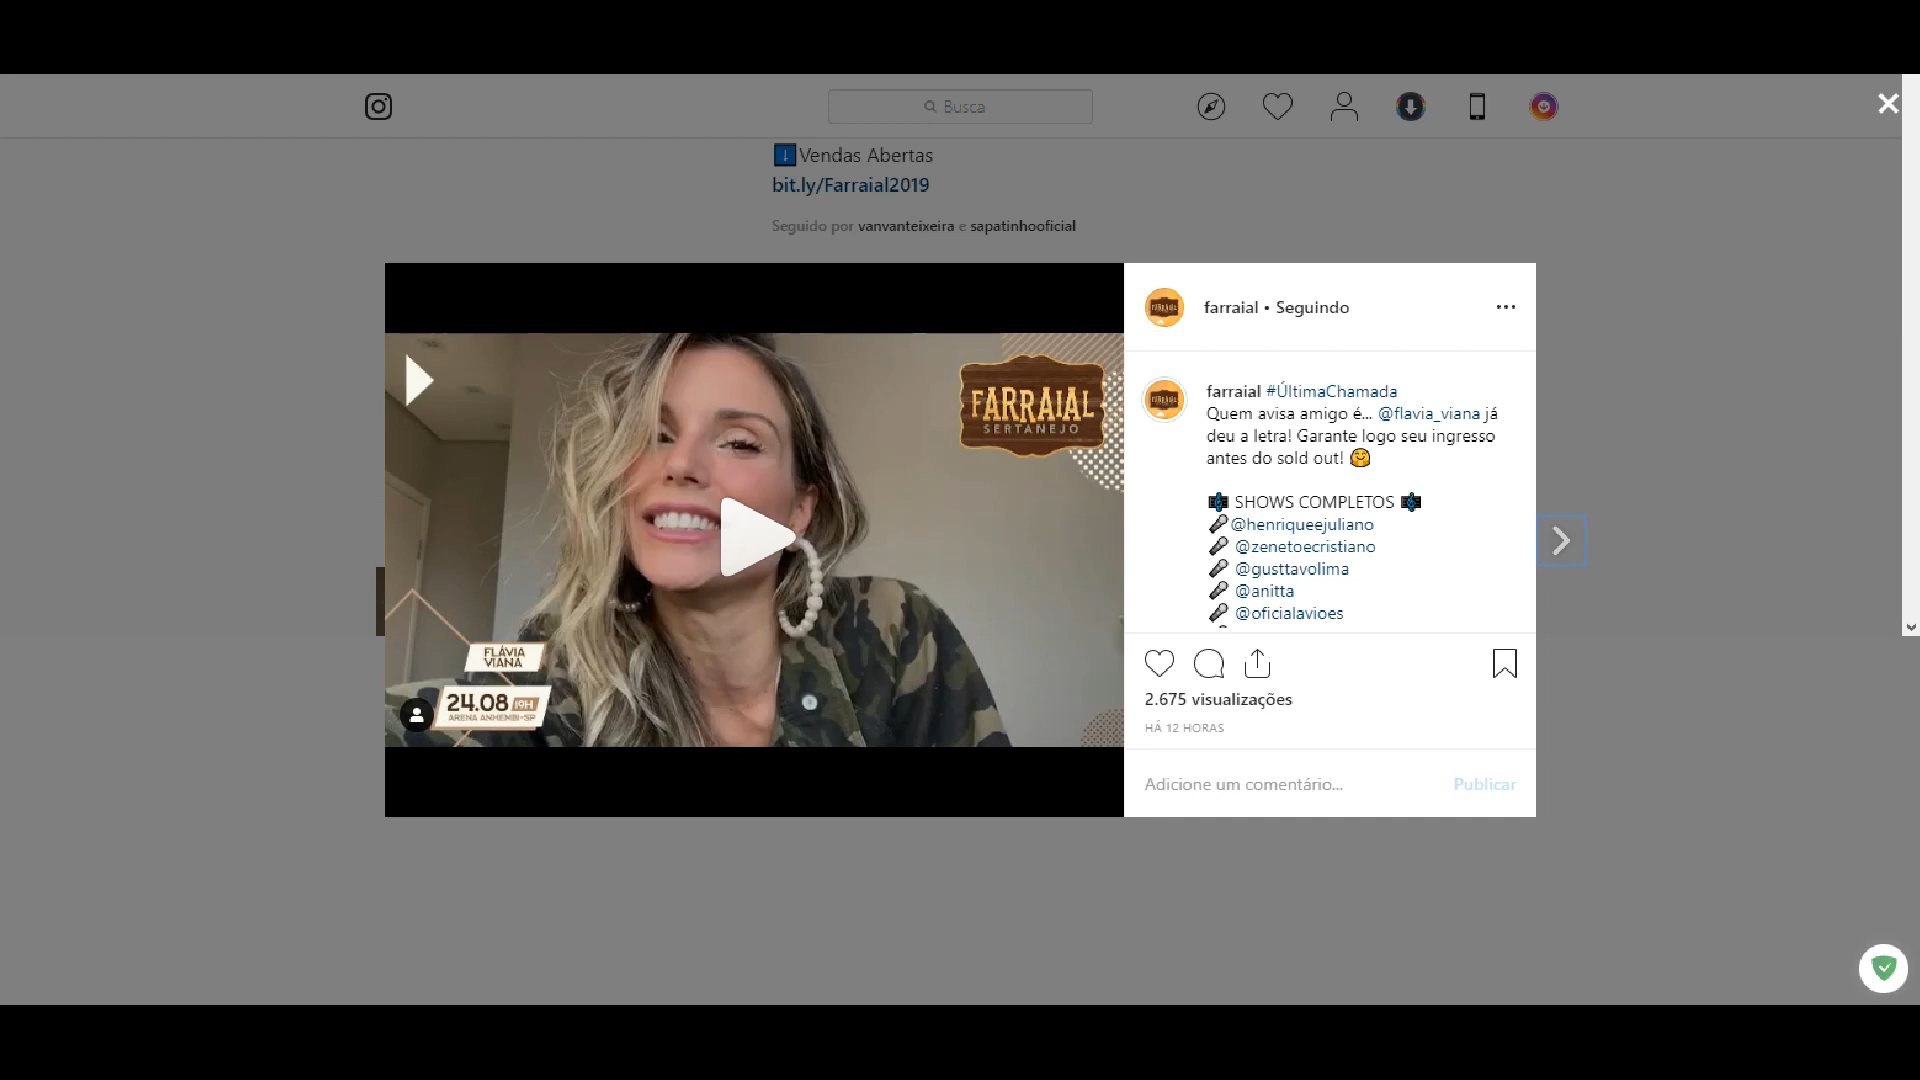 Busca
Vendas Abertas
bit.ly/Farraial2019
Seguido por vanvanteixeira e sapatinhooficial
FARRAIAL
SERTANEJO
FLÁVIA
VIANA
24.08 19H
ARENA ANHEMBI-SP
farraial • Seguindo
farraial #ÚltimaChamada
Quem avisa amigo é... @flavia_viana já
deu a letra! Garante logo seu ingresso
antes do sold out! 🤗
SHOWS COMPLETOS
🎤@henriqueejuliano
🎤 @zenetoecristiano
🎤 @gusttavolima
🎤 @anitta
🎤 @oficialavioes
2.675 visualizações
HÁ 12 HORAS
Adicione um comentário... Publicar